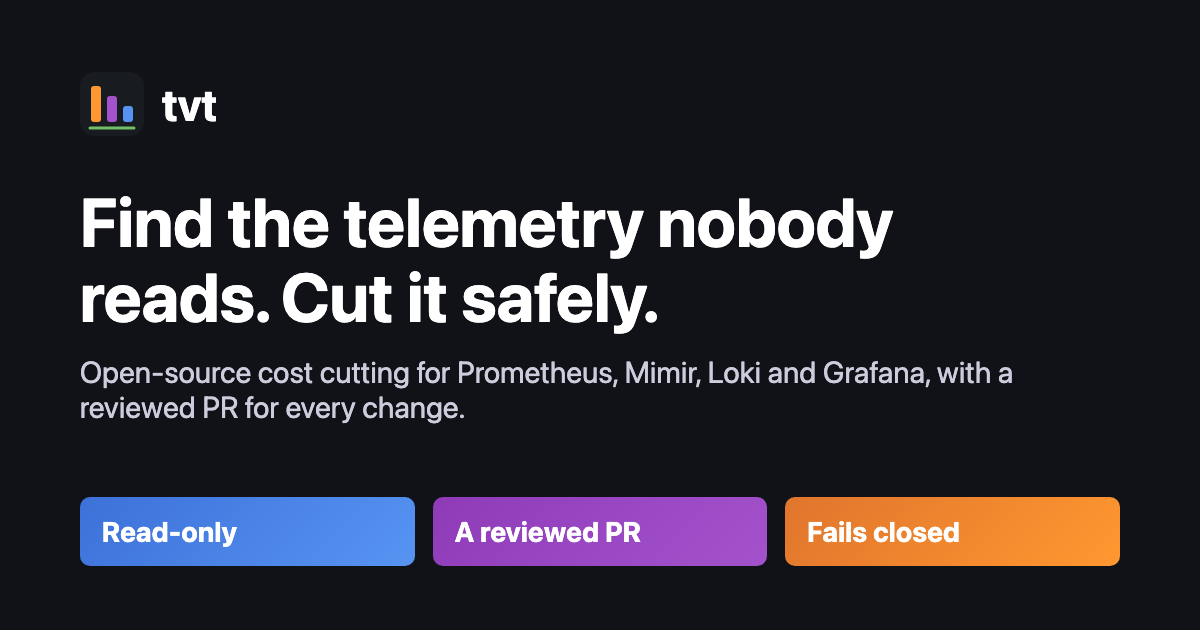 tvt
Find the telemetry nobody
reads. Cut it safely.
Open-source cost cutting for Prometheus, Mimir, Loki and Grafana, with a
reviewed PR for every change.
Read-only
A reviewed PR
Fails closed